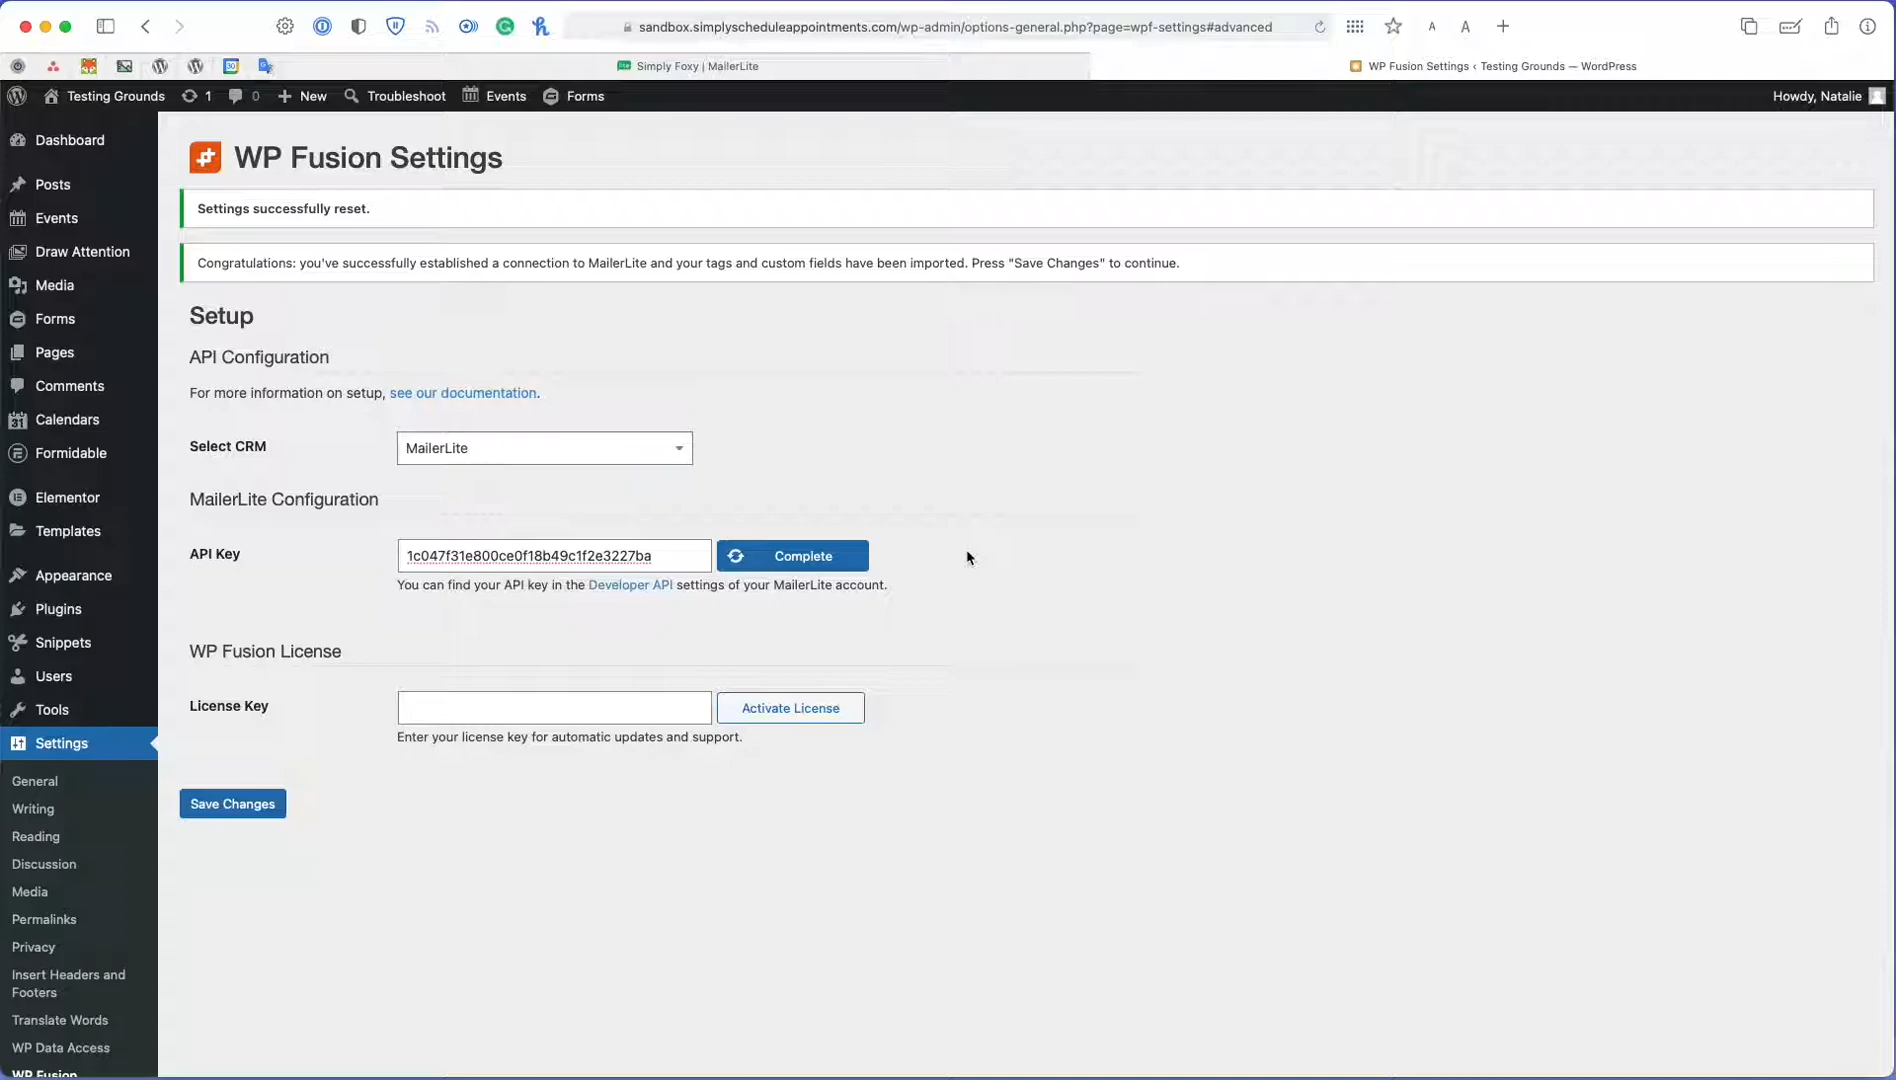 sandbox.simplyscheduleappointments.com/wp-admin/options-general.php?page=wpf-settings#advanced
A A
Simply Foxy | MailerLite
WP Fusion Settings ‹ Testing Grounds — WordPress
Testing Grounds 1 0 New Troubleshoot Events Forms
Howdy, Natalie
Dashboard
Posts
Events
Draw Attention
Media
Forms
Pages
Comments
Calendars
Formidable
Elementor
Templates
Appearance
Plugins
Snippets
Users
Tools
Settings
General
Writing
Reading
Discussion
Media
Permalinks
Privacy
Insert Headers and
Footers
Translate Words
WP Data Access
WP Fusion
WP Fusion Settings
Settings successfully reset.
Congratulations: you've successfully established a connection to MailerLite and your tags and custom fields have been imported. Press "Save Changes" to continue.
Setup
API Configuration
For more information on setup, see our documentation.
Select CRM
MailerLite
MailerLite Configuration
API Key
1c047f31e800ce0f18b49c1f2e3227ba
Complete
You can find your API key in the Developer API settings of your MailerLite account.
WP Fusion License
License Key
Activate License
Enter your license key for automatic updates and support.
Save Changes